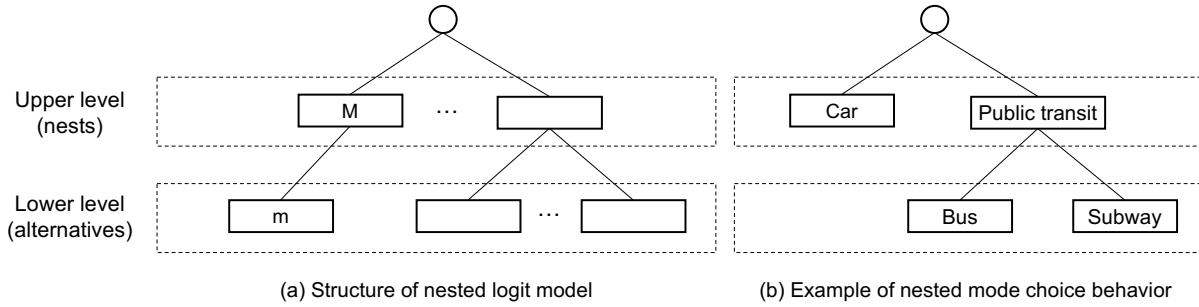 Upper level
(nests)
M
...
Car
Public transit
Lower level
(alternatives)
m
...
Bus
Subway
(a) Structure of nested logit model
(b) Example of nested mode choice behavior